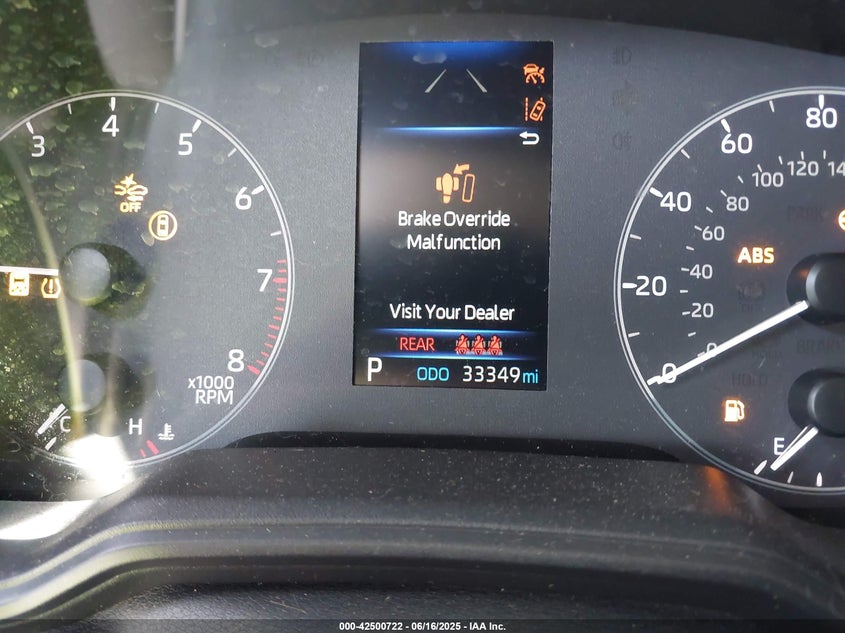 3
4
5
6
7
8
x1000
RPM
OFF
C
H
Brake Override
Malfunction
Visit Your Dealer
REAR
P
ODO 33349 mi
0
20
40
60
80
0
20
40
60
80
100
120
ABS
E
000-42500722 - 06/16/2025 - IAA Inc.